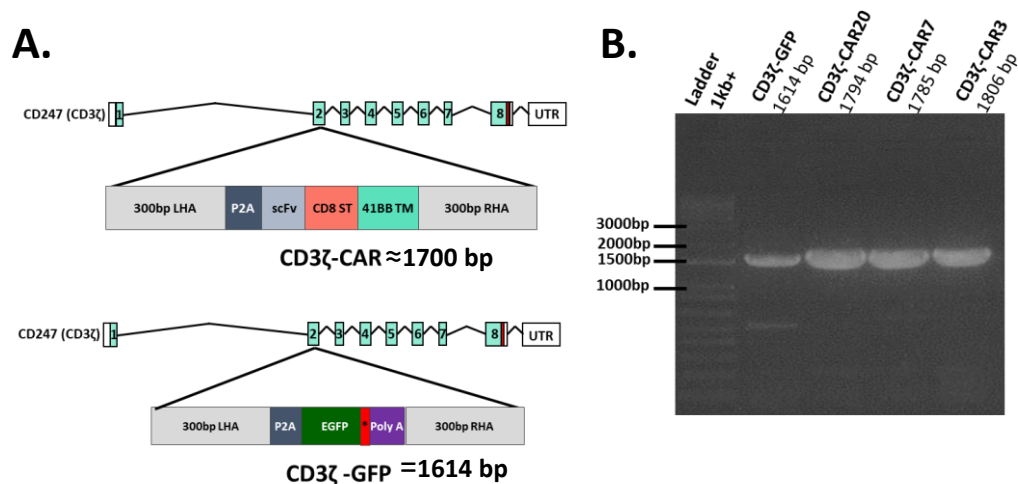 A.
CD247 (CD3ζ)
1
2
3
4
5
6
7
8
UTR
300bp LHA
P2A
scFv
CD8 ST
41BB TM
300bp RHA
CD3ζ-CAR ≈1700 bp
CD247 (CD3ζ)
1
2
3
4
5
6
7
8
UTR
300bp LHA
P2A
EGFP
*
Poly A
300bp RHA
CD3ζ -GFP =1614 bp
B.
Ladder
1kb+
CD3ζ-GFP
1614 bp
CD3ζ-CAR20
1794 bp
CD3ζ-CAR7
1785 bp
CD3ζ-CAR3
1806 bp
3000bp
2000bp
1500bp
1000bp